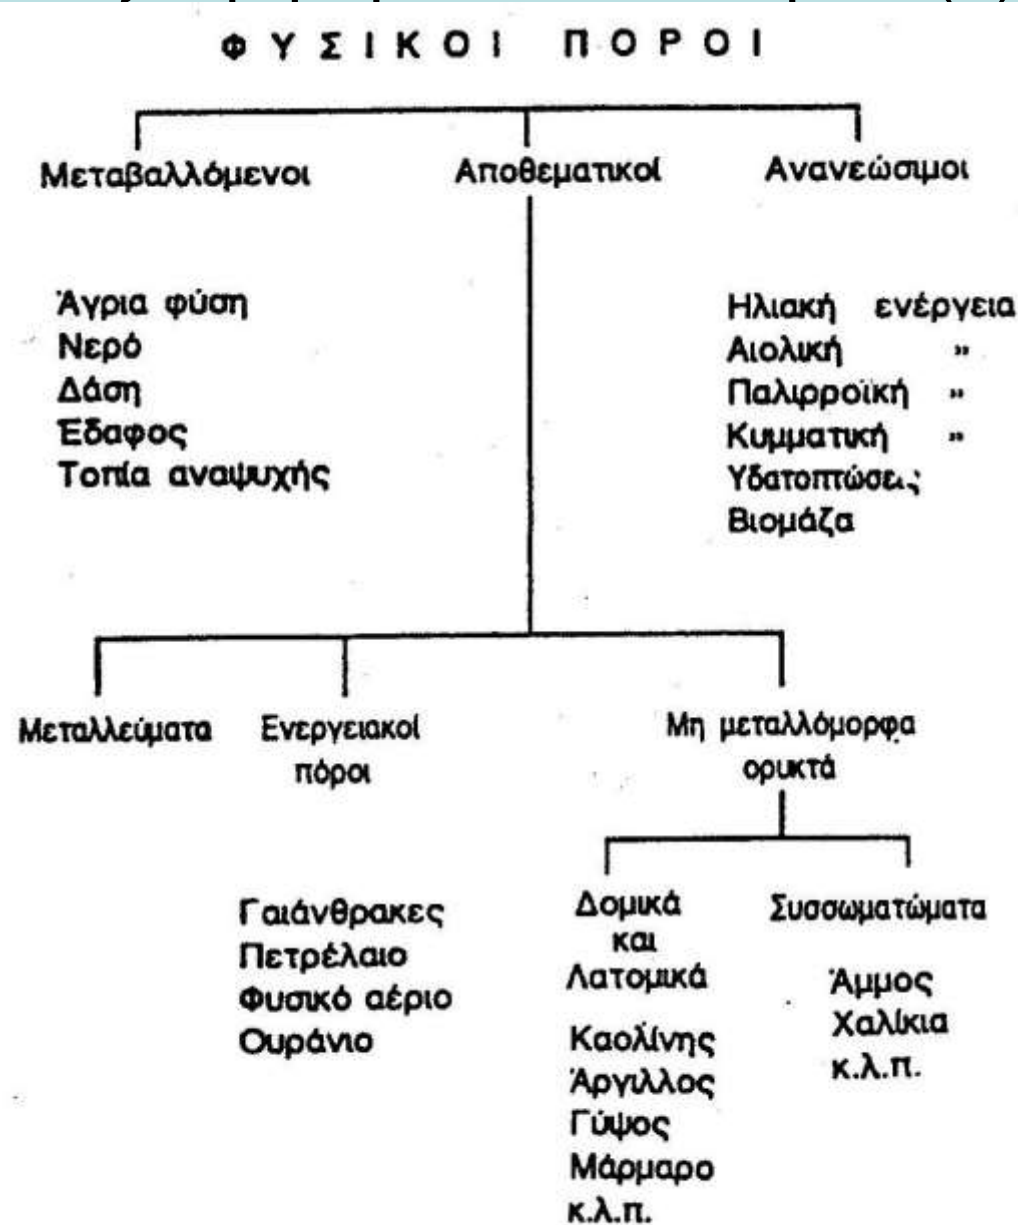 ΦΥΣΙΚΟΙ ΠΟΡΟΙ
Μεταβαλλόμενοι
Αποθεματικοί
Ανανεώσιμοι
Άγρια φύση
Νερό
Δάση
Έδαφος
Τοπία αναψυχής
Ηλιακή ενέργεια
Αιολική »
Παλιρροϊκή »
Κυμματική »
Υδατοπτώσεις
Βιομάζα
Μεταλλεύματα
Ενεργειακοί
πόροι
Μη μεταλλόμορφα
ορυκτά
Γαιάνθρακες
Πετρέλαιο
Φυσικό αέριο
Ουράνιο
Δομικά
και
Λατομικά
Καολίνης
Άργιλλος
Γύψος
Μάρμαρο
κ.λ.π.
Συσσωματώματα
Άμμος
Χαλίκια
κ.λ.π.